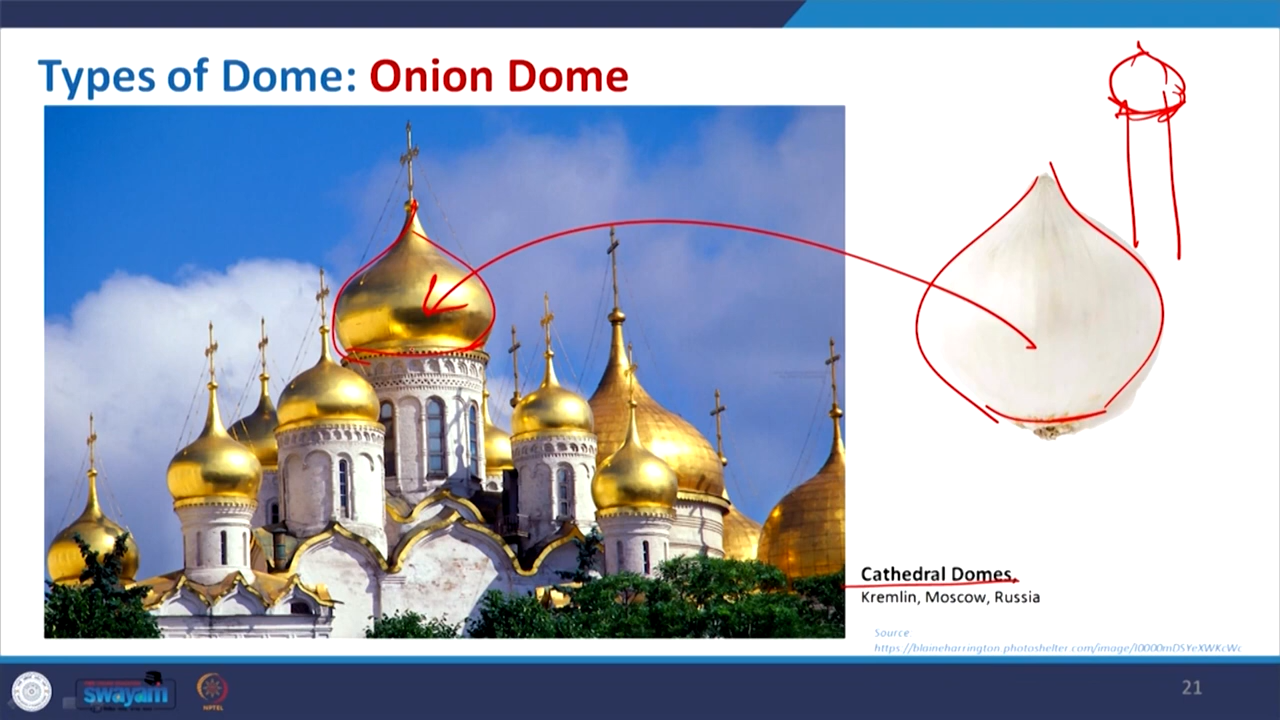 Types of Dome: Onion Dome
Cathedral Domes,
Kremlin, Moscow, Russia
Source:
https://blaineharrington.photoshelter.com/image/I0000mDSYeXWKcWc
swayam
NPTEL
21